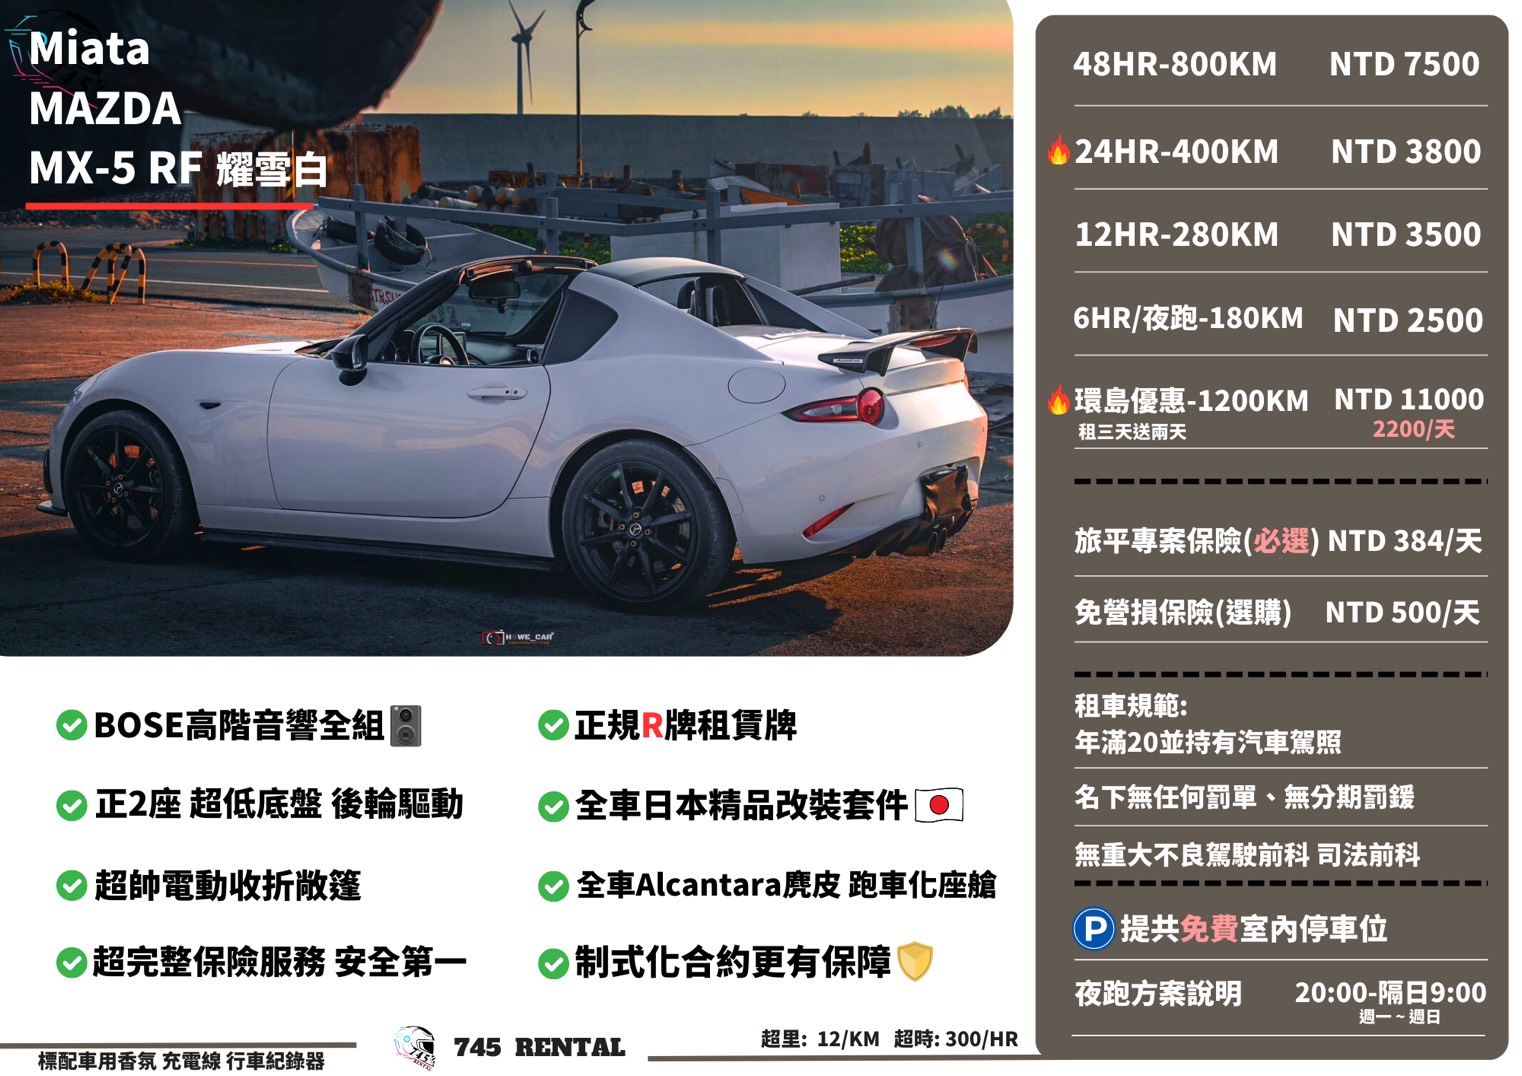 Miata
MAZDA
MX-5 RF 耀雪白
H WE_CAR
BOSE高階音響全組
正2座 超低底盤 後輪驅動
超帥電動收折敞篷
超完整保險服務 安全第一
正規R牌租賃牌
全車日本精品改裝套件
全車Alcantara麂皮 跑車化座艙
制式化合約更有保障
標配車用香氛 充電線 行車紀錄器
745 RENTAL
超里: 12/KM 超時: 300/HR
48HR-800KM NTD 7500
24HR-400KM NTD 3800
12HR-280KM NTD 3500
6HR/夜跑-180KM NTD 2500
環島優惠-1200KM NTD 11000
租三天送兩天 2200/天
旅平專案保險(必選) NTD 384/天
免營損保險(選購) NTD 500/天
租車規範:
年滿20並持有汽車駕照
名下無任何罰單、無分期罰鍰
無重大不良駕駛前科 司法前科
P 提共免費室內停車位
夜跑方案說明 20:00-隔日9:00
週一 ~ 週日